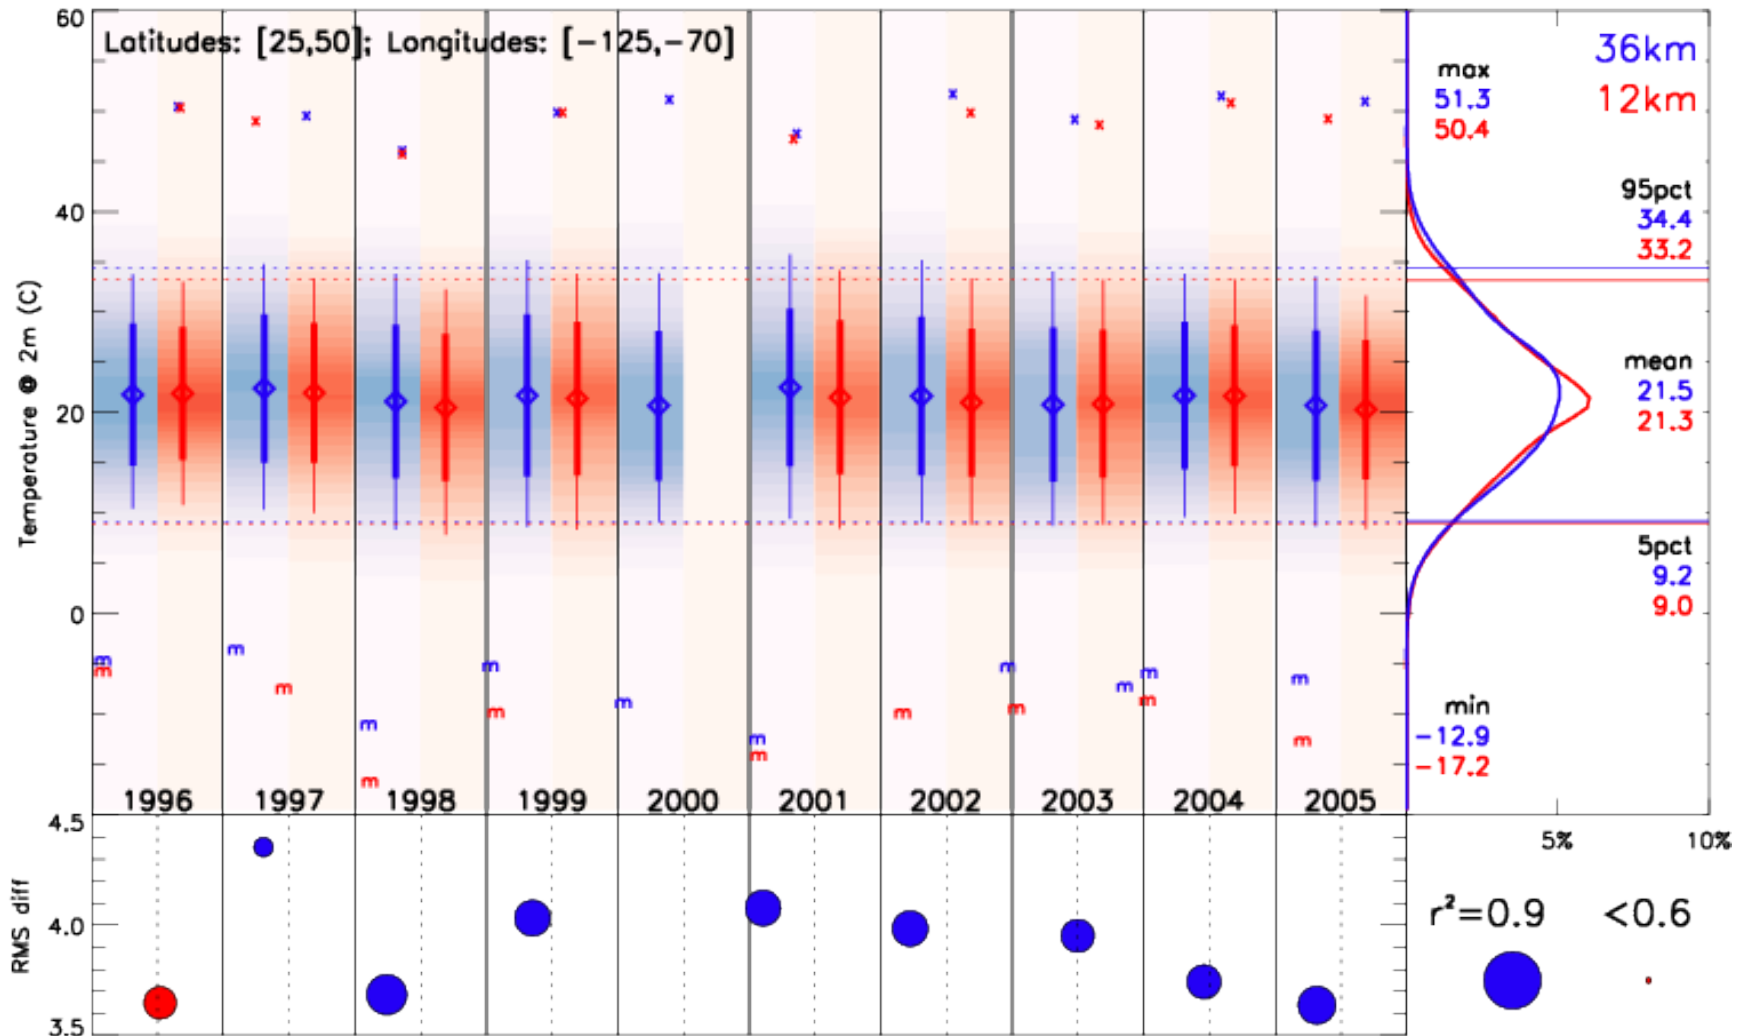 Latitudes: [25,50]; Longitudes: [-125,-70]
60
40
20
0
Temperature @ 2m (C)
36km
12km
max
51.3
50.4
95pct
34.4
33.2
mean
21.5
21.3
5pct
9.2
9.0
min
-12.9
-17.2
x x x x x x x x x x x x x x x x x x x
m m m m m m m m m m m m m m m m m m m
1996 1997 1998 1999 2000 2001 2002 2003 2004 2005
5% 10%
4.5
4.0
3.5
RMS diff
r²=0.9 <0.6